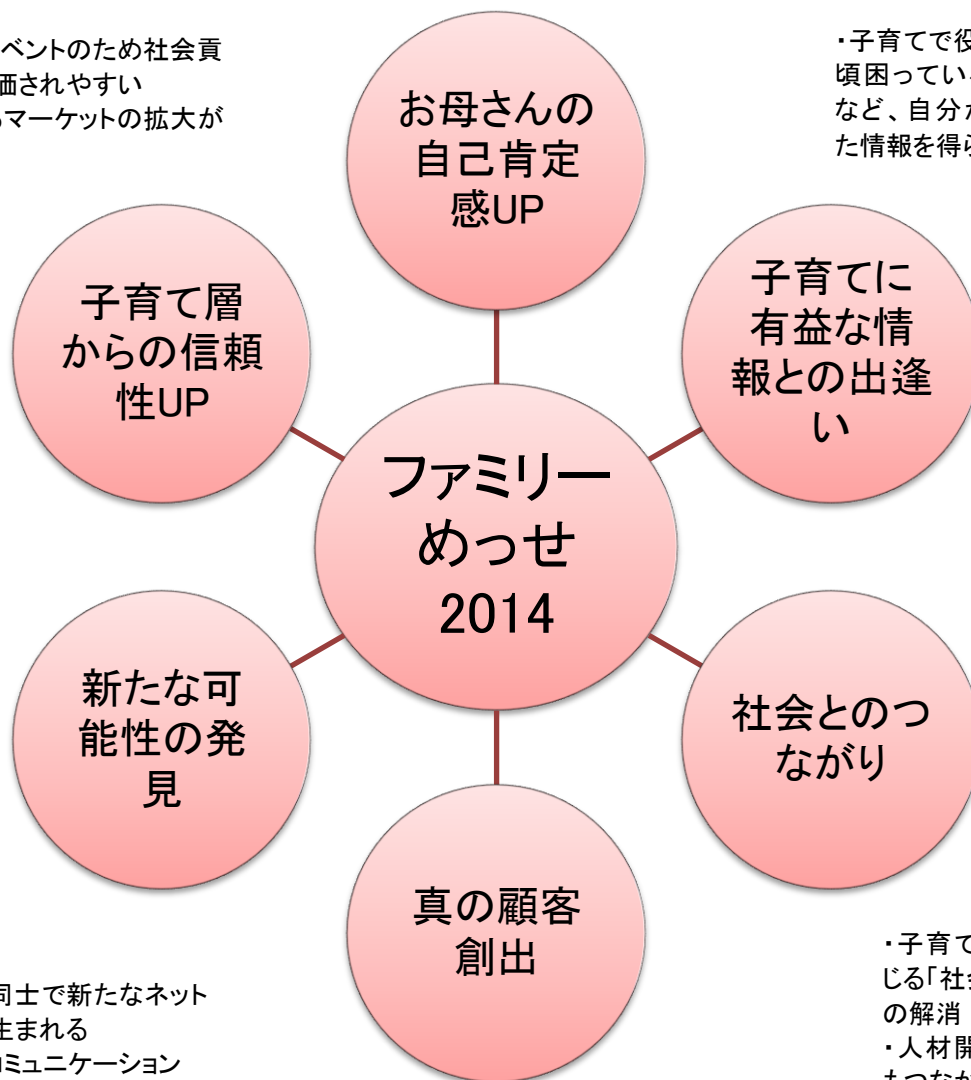 ベントのため社会貢
価されやすい
マーケットの拡大が
お母さんの
自己肯定
感UP
・子育てで役
頃困ってい
など、自分
た情報を得
子育て層
からの信頼
性UP
子育てに
有益な情
報との出逢
い
ファミリー
めっせ
2014
新たな可
能性の発
見
社会とのつ
ながり
真の顧客
創出
同士で新たなネット
生まれる
コミュニケーション
・子育て
じる「社会
の解消
・人材開
もつなが